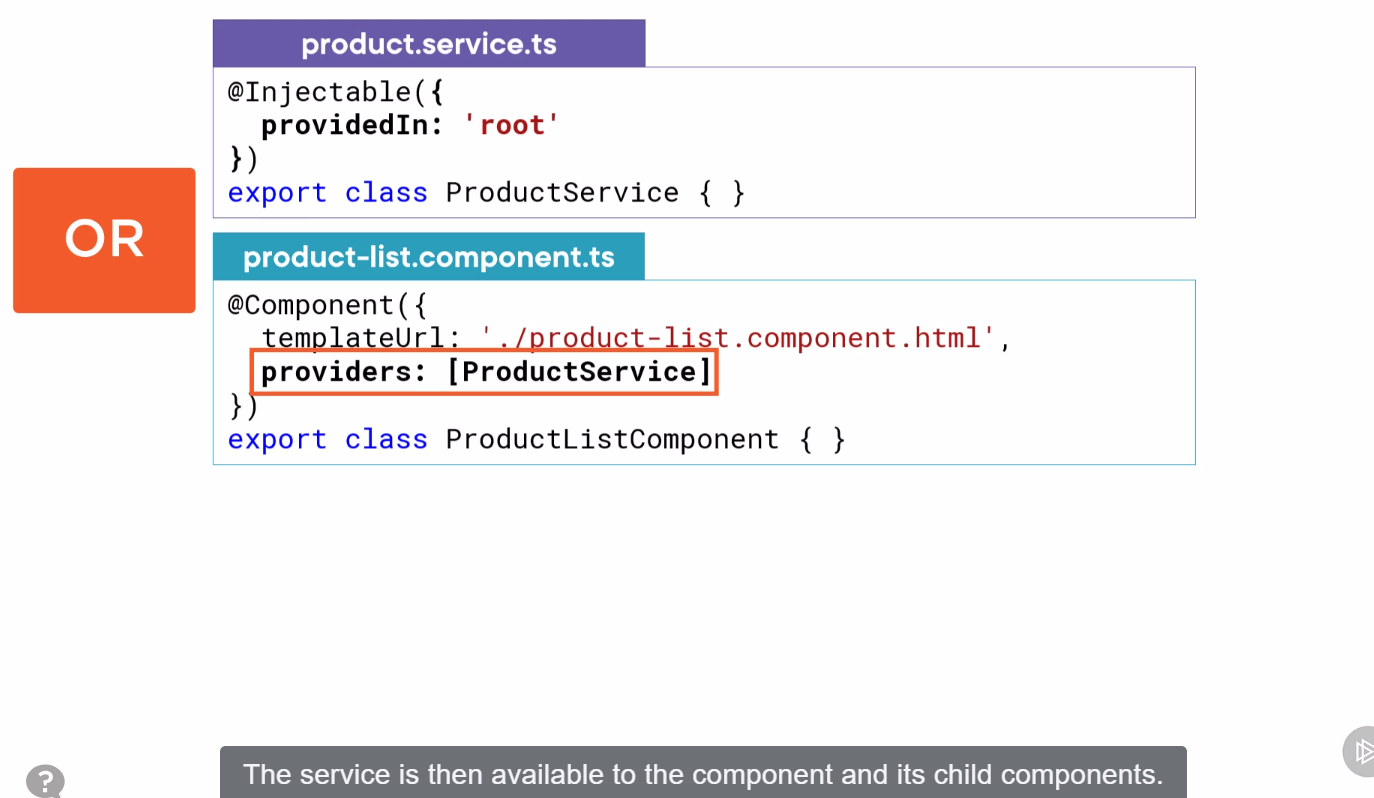 product.service.ts
@Injectable({
  providedIn: 'root'
})
export class ProductService { }
OR
product-list.component.ts
@Component({
  templateUrl: './product-list.component.html',
  providers: [ProductService]
})
export class ProductListComponent { }
The service is then available to the component and its child components.
?